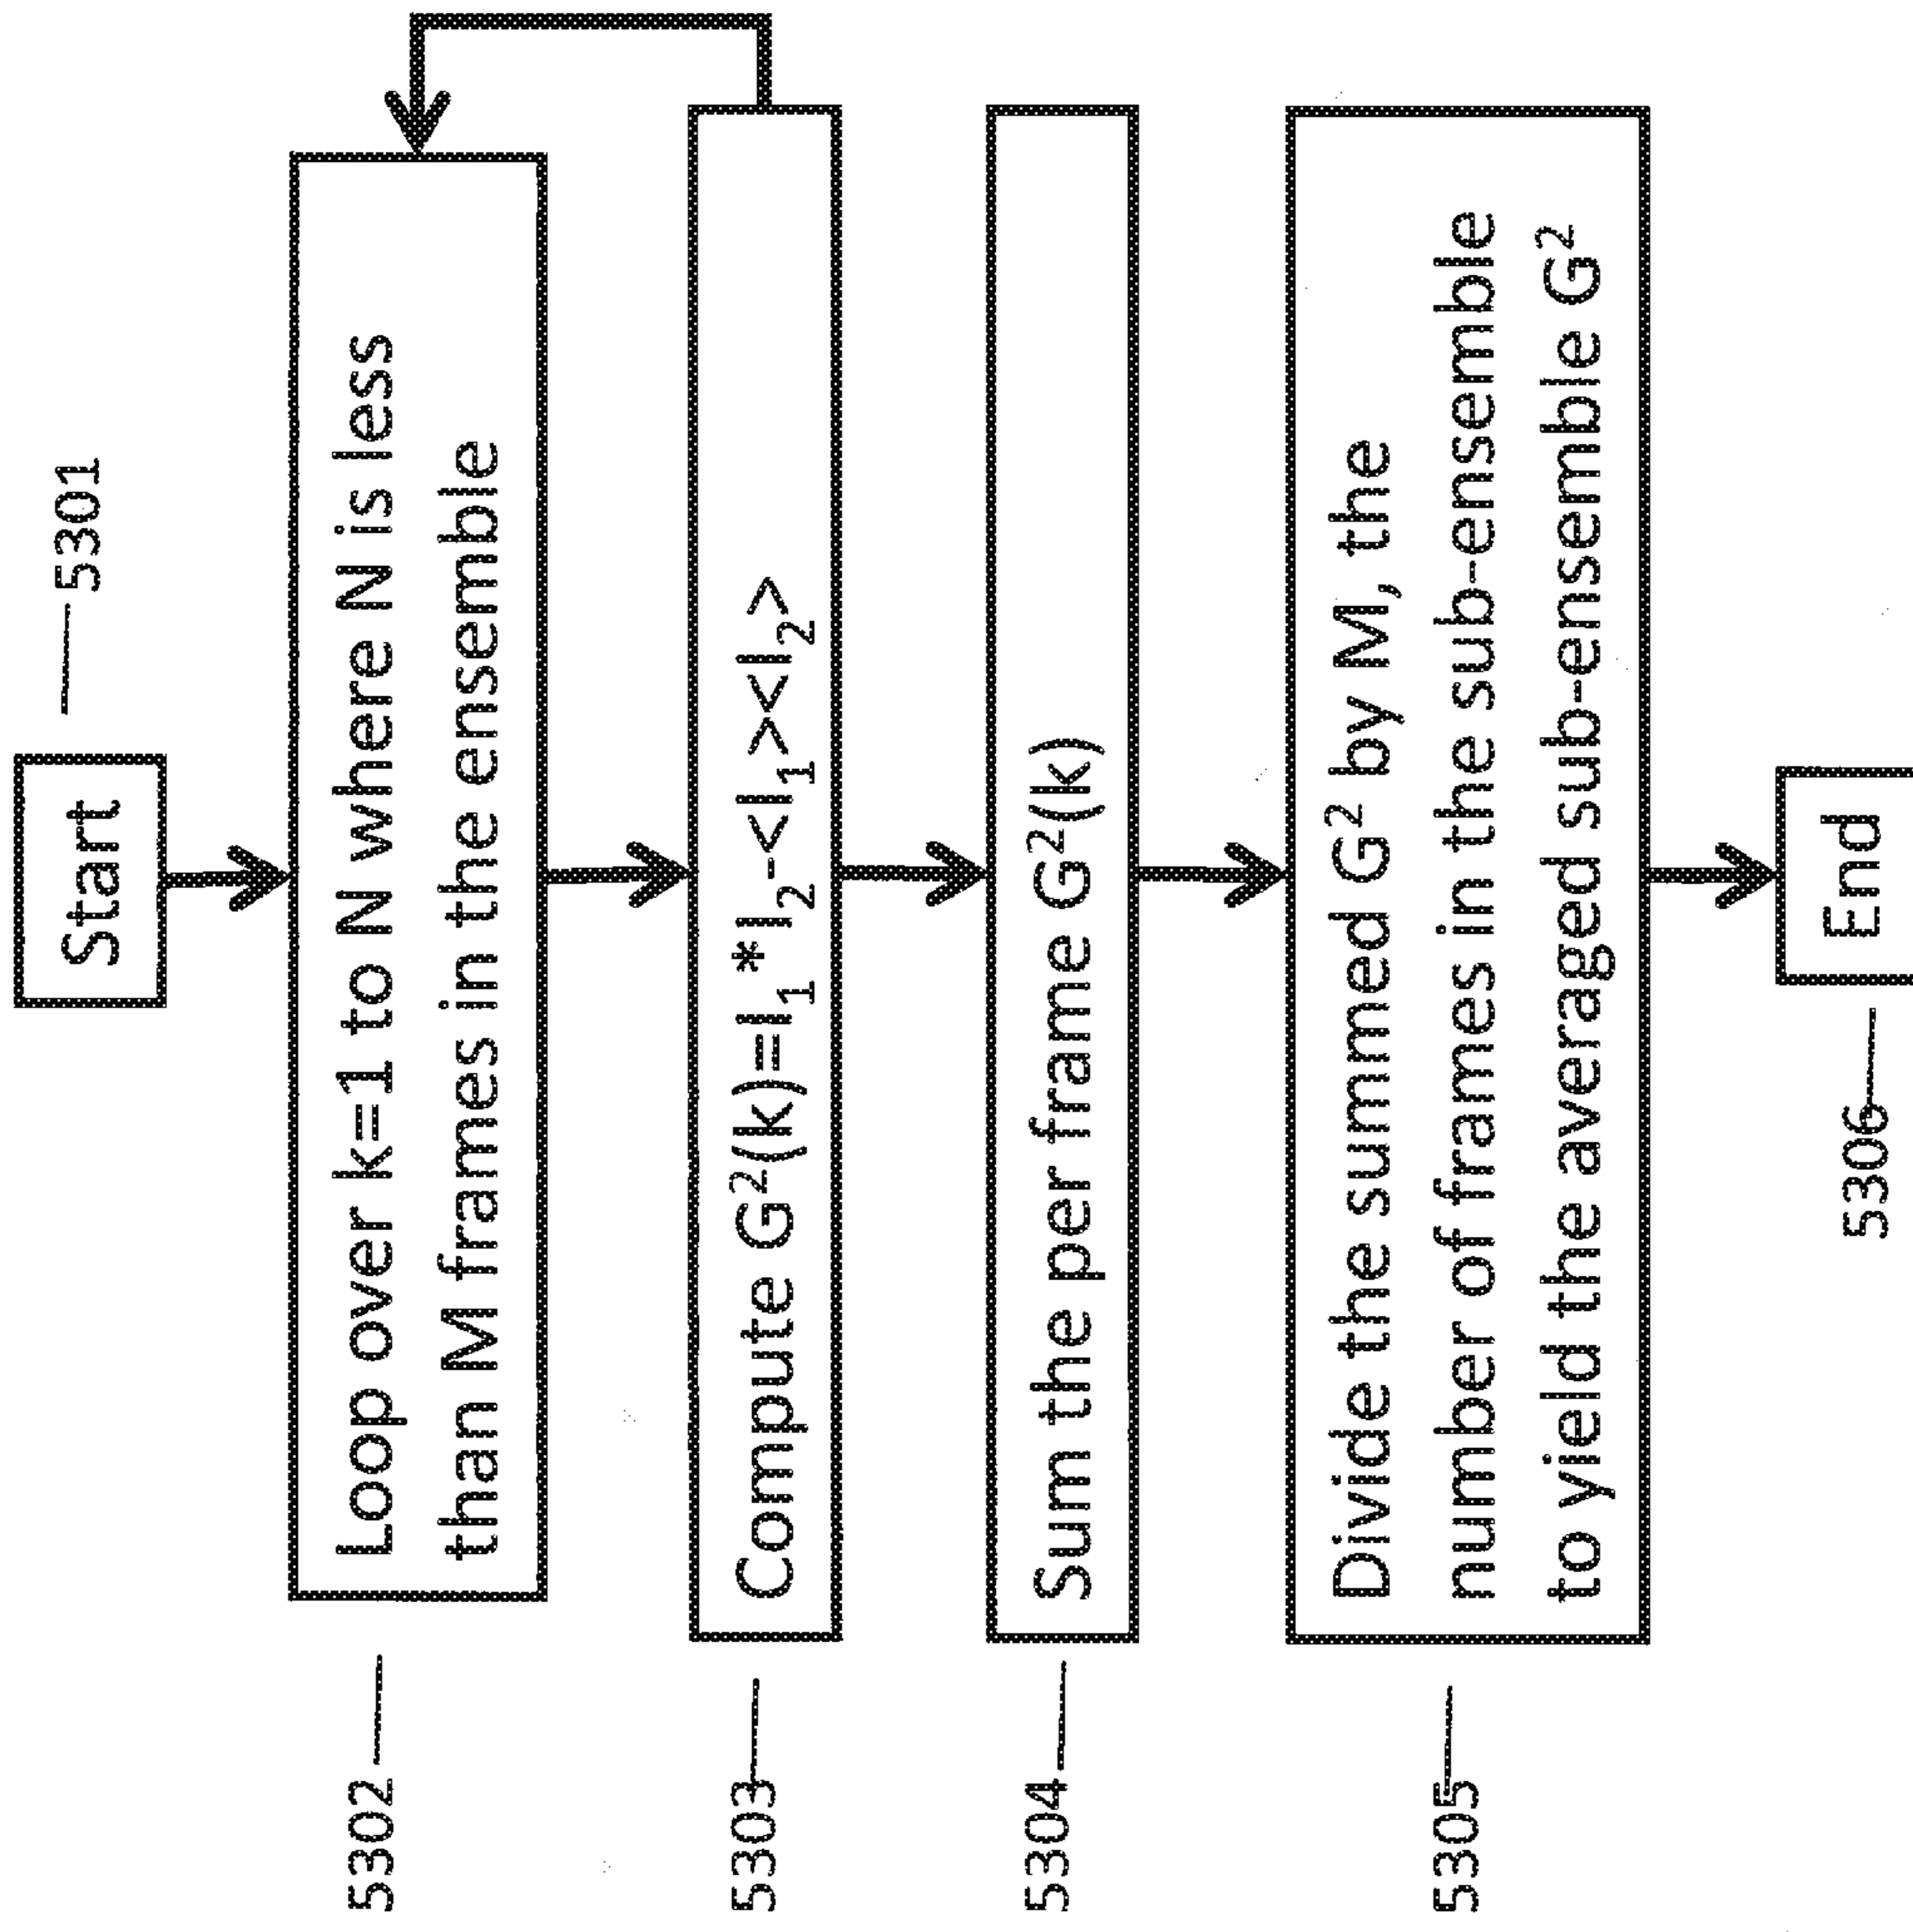 Start
5301
5302
Loop over k=1 to N where N is less
than M frames in the ensemble
5303
Compute G²(k)=I₁*I₂-<I₁><I₂>
5304
Sum the per frame G²(k)
5305
Divide the summed G² by M, the
number of frames in the sub-ensemble
to yield the averaged sub-ensemble G²
5306
End